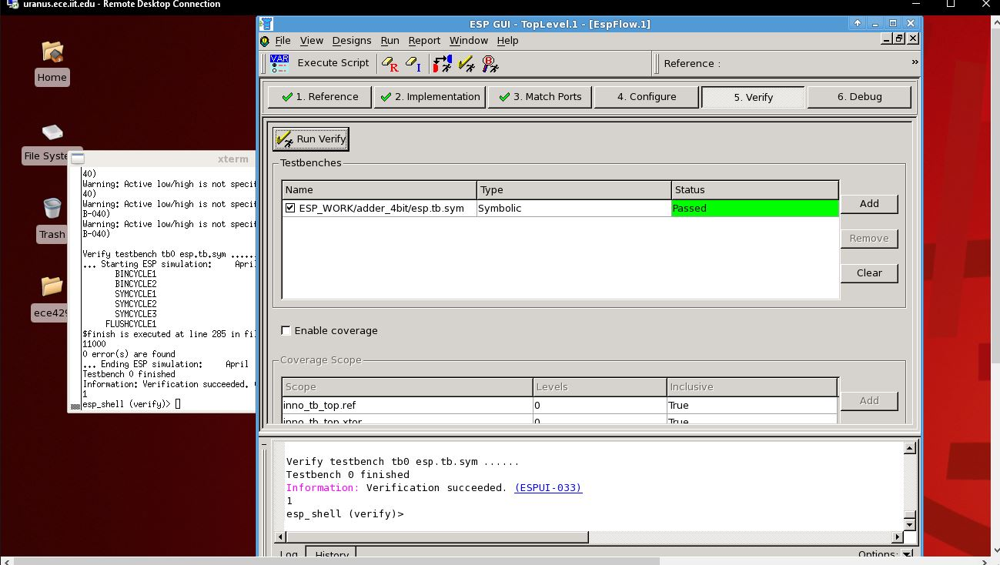 uranus.ece.iit.edu - Remote Desktop Connection
ESP GUI - TopLevel.1 - [EspFlow.1]
File View Designs Run Report Window Help
VAR Execute Script R I B Reference : »
1. Reference 2. Implementation 3. Match Ports 4. Configure 5. Verify 6. Debug
Run Verify
Testbenches
Name Type Status
ESP_WORK/adder_4bit/esp.tb.sym Symbolic Passed
Add
Remove
Clear
Enable coverage
Coverage Scope
Scope Levels Inclusive
inno_tb_top.ref 0 True
inno_tb_top.xtor 0 True
Add
Verify testbench tb0 esp.tb.sym ......
Testbench 0 finished
Information: Verification succeeded. (ESPUI-033)
1
esp_shell (verify)>
Log History Options:
Home
File Syste
Trash
ece429
xterm
40)
Warning: Active low/high is not specif
40)
Warning: Active low/high is not specif
B-040)
Warning: Active low/high is not specif
B-040)
Verify testbench tb0 esp.tb.sym .....
... Starting ESP simulation: April
BINCYCLE1
BINCYCLE2
SYMCYCLE1
SYMCYCLE2
SYMCYCLE3
FLUSHCYCLE1
$finish is executed at line 285 in fil
11000
0 error(s) are found
... Ending ESP simulation: April
Testbench 0 finished
Information: Verification succeeded.
1
esp_shell (verify)>